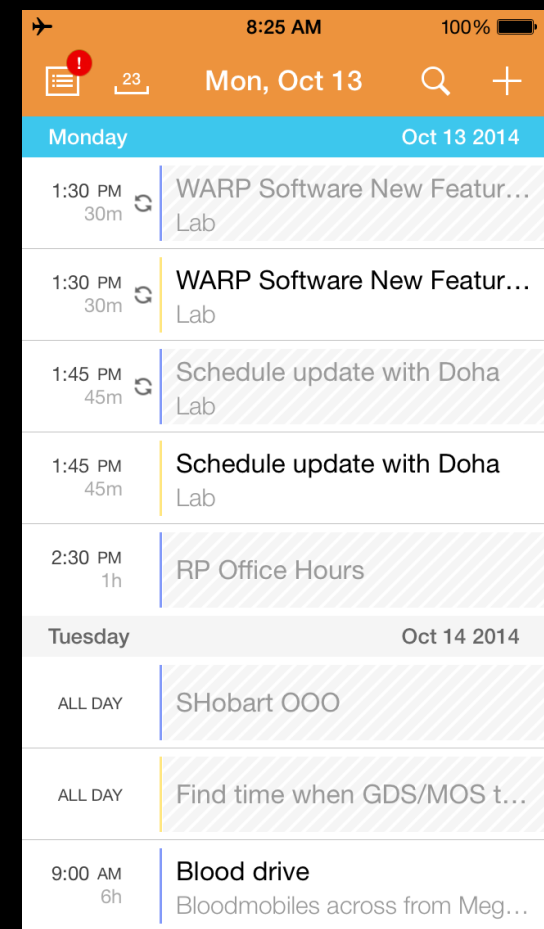 8:25 AM 100%
! 23 Mon, Oct 13
Monday Oct 13 2014
1:30 PM WARP Software New Featur...
30m Lab
1:30 PM WARP Software New Featur...
30m Lab
1:45 PM Schedule update with Doha
45m Lab
1:45 PM Schedule update with Doha
45m Lab
2:30 PM RP Office Hours
1h
Tuesday Oct 14 2014
ALL DAY SHobart OOO
ALL DAY Find time when GDS/MOS t...
9:00 AM Blood drive
6h Bloodmobiles across from Meg...